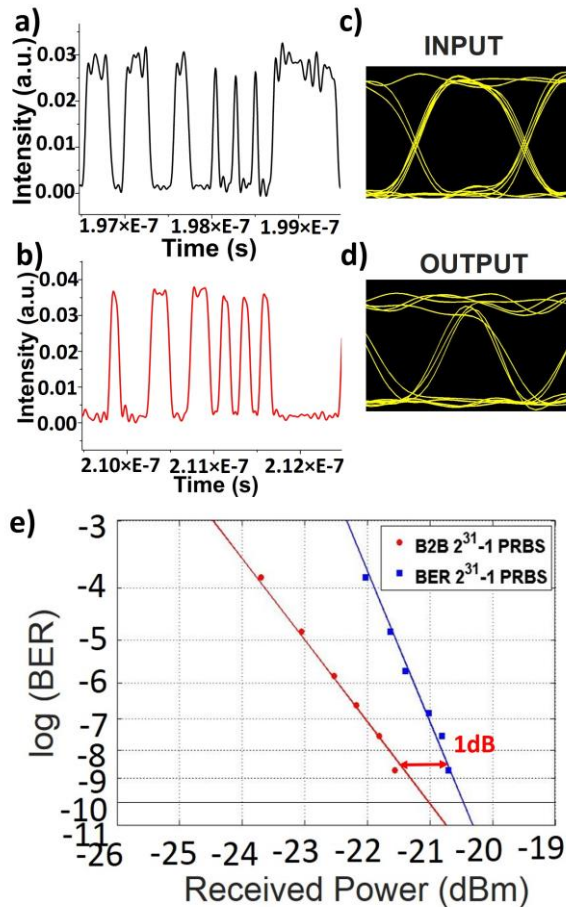 a)
Intensity (a.u.)
0.03
0.02
0.01
0.00
1.97×E-7 1.98×E-7 1.99×E-7
Time (s)
c) INPUT
b)
Intensity (a.u.)
0.04
0.03
0.02
0.01
0.00
2.10×E-7 2.11×E-7 2.12×E-7
Time (s)
d) OUTPUT
e)
log (BER)
-3
-4
-5
-6
-7
-8
-9
-10
-11
B2B 2³¹-1 PRBS
BER 2³¹-1 PRBS
1dB
-26 -25 -24 -23 -22 -21 -20 -19
Received Power (dBm)